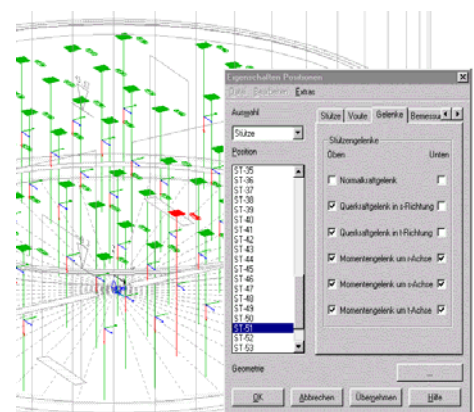 Eigenschaften Positionen
Datei Bearbeiten Extras
Auswahl
Stütze
Position
ST-35
ST-36
ST-37
ST-38
ST-39
ST-40
ST-41
ST-42
ST-43
ST-44
ST-45
ST-46
ST-47
ST-48
ST-49
ST-50
ST-51
ST-52
ST-53
Geometrie
Stütze Voute Gelenke Bemessu
Stützengelenke
Oben Unten
Normalkraftgelenk
Querkraftgelenk in s-Richtung
Querkraftgelenk in t-Richtung
Momentengelenk um r-Achse
Momentengelenk um s-Achse
Momentengelenk um t-Achse
...
OK Abbrechen Übernehmen Hilfe